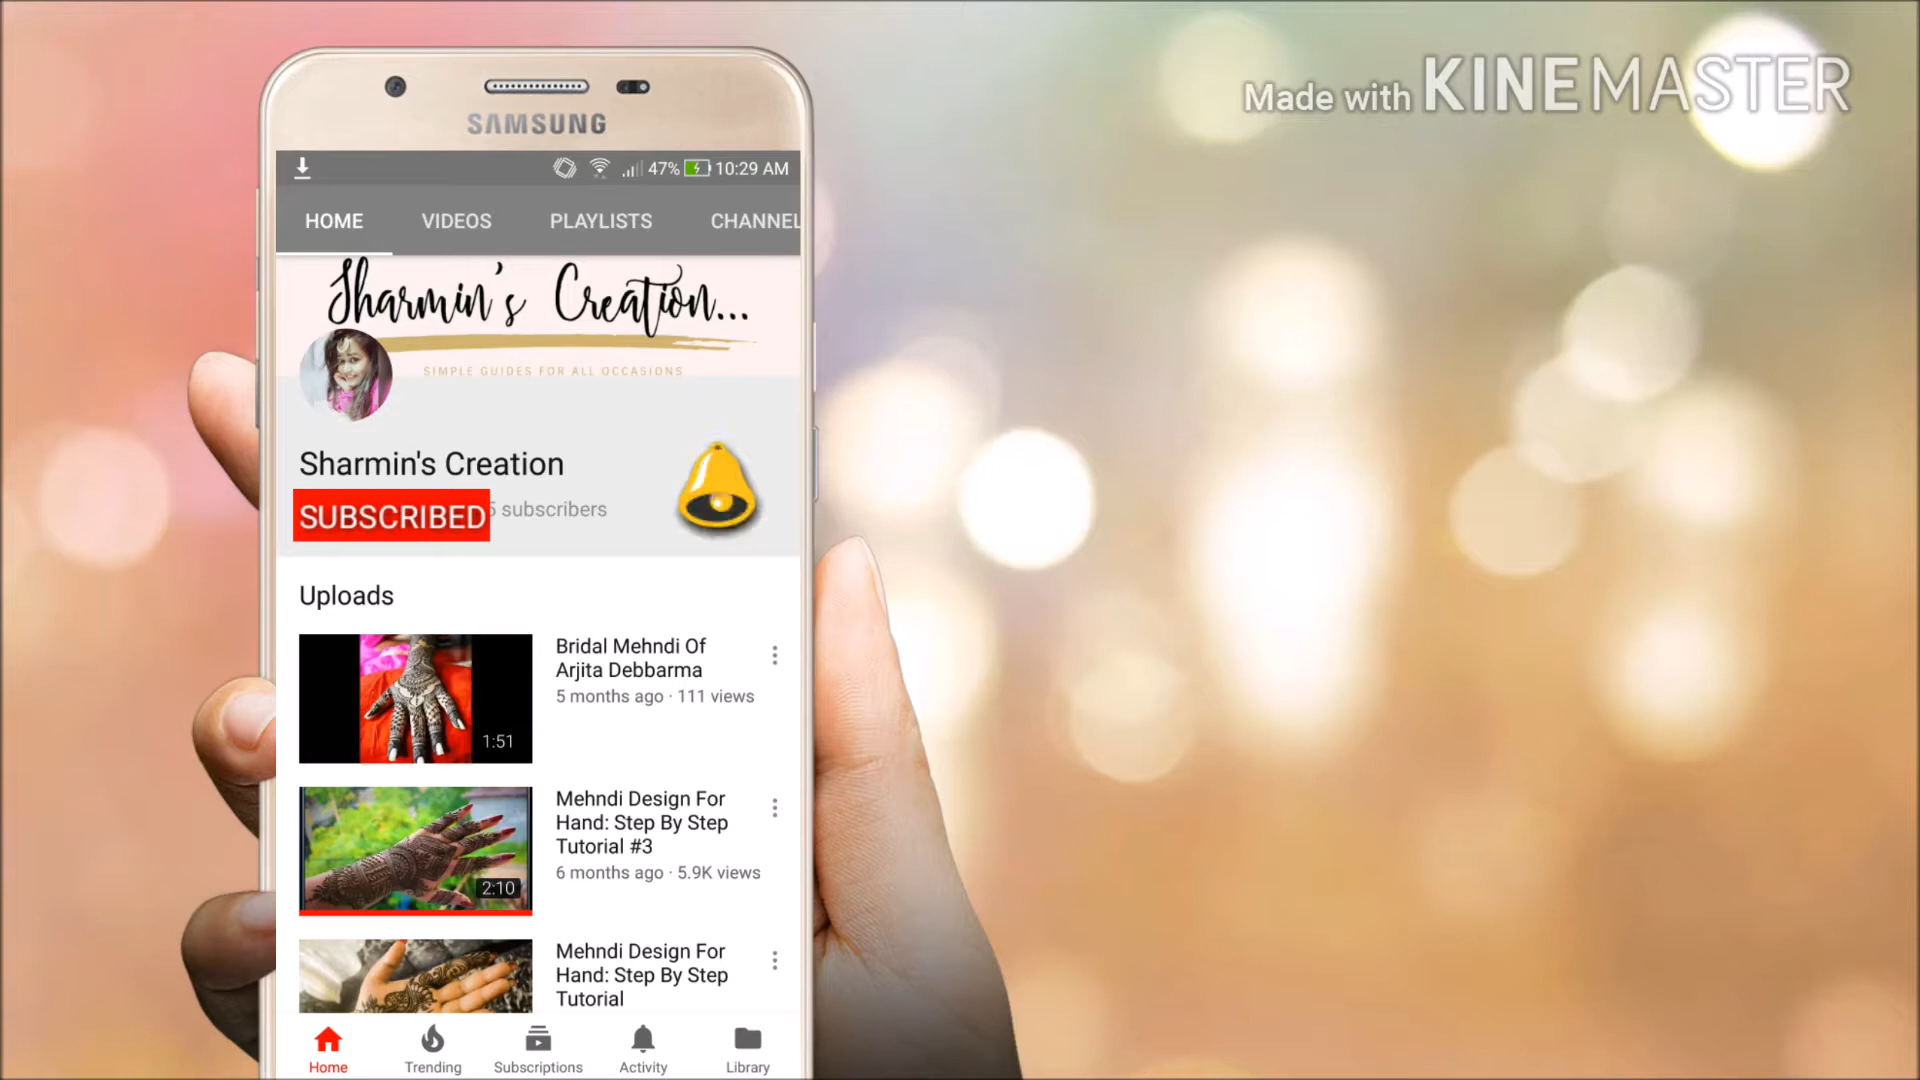 Made with KINEMASTER
SAMSUNG
47% 10:29 AM
HOME VIDEOS PLAYLISTS CHANNEL
Sharmin's Creation...
SIMPLE GUIDES FOR ALL OCCASIONS
Sharmin's Creation
SUBSCRIBED 5 subscribers
Uploads
Bridal Mehndi Of
Arjita Debbarma
5 months ago · 111 views
1:51
Mehndi Design For
Hand: Step By Step
Tutorial #3
6 months ago · 5.9K views
2:10
Mehndi Design For
Hand: Step By Step
Tutorial
Home Trending Subscriptions Activity Library